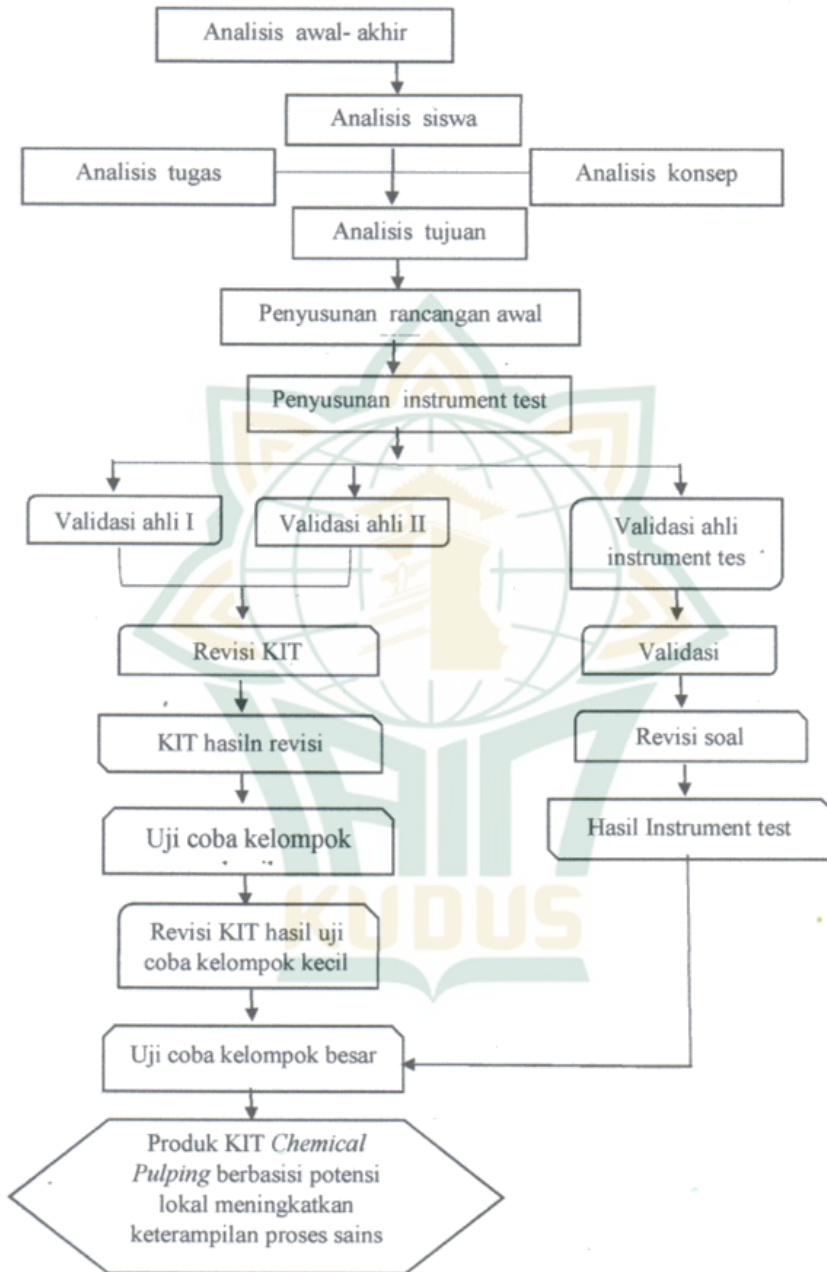 Analisis awal- akhir
Analisis siswa
Analisis tugas
Analisis konsep
Analisis tujuan
Penyusunan rancangan awal
Penyusunan instrument test
Validasi ahli I
Validasi ahli II
Validasi ahli
instrument tes
Revisi KIT
Validasi
KIT hasiln revisi
Revisi soal
Uji coba kelompok
Hasil Instrument test
Revisi KIT hasil uji
coba kelompok kecil
Uji coba kelompok besar
Produk KIT Chemical
Pulping berbasisi potensi
lokal meningkatkan
keterampilan proses sains
IAIN
KUDUS